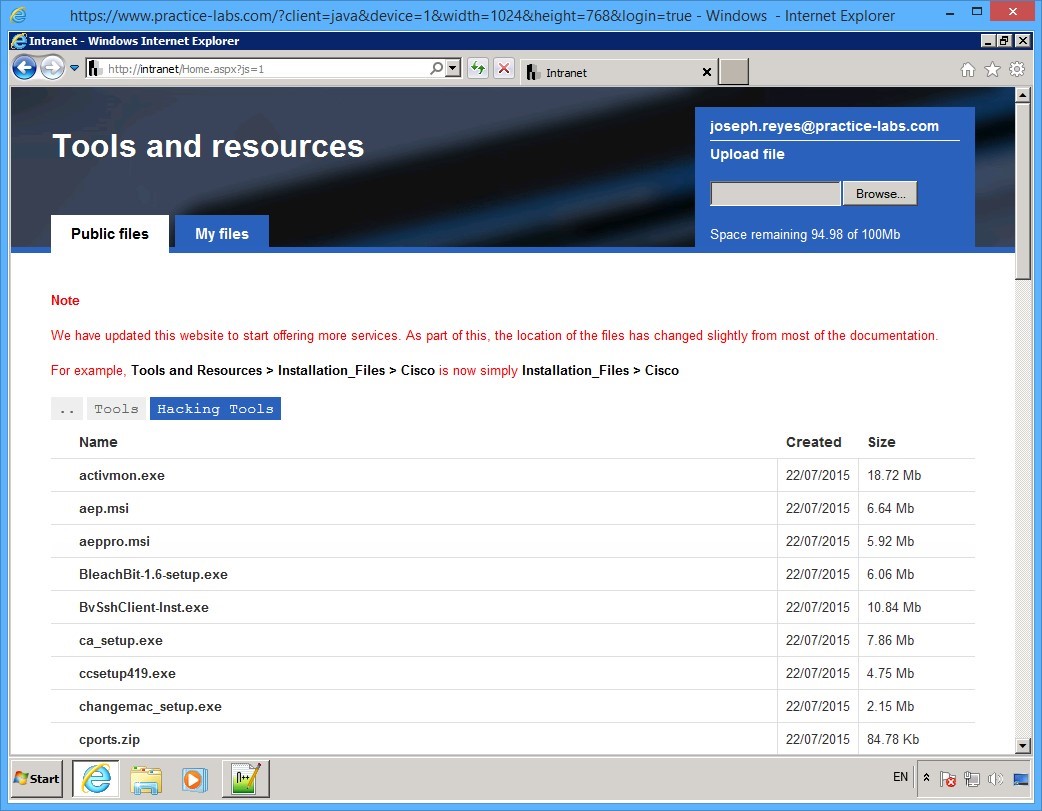 https://www.practice-labs.com/?client=java&device=1&width=1024&height=768&login=true - Windows - Internet Explorer
Intranet - Windows Internet Explorer
http://intranet/Home.aspx?js=1
Intranet
Tools and resources
joseph.reyes@practice-labs.com
Upload file
Browse...
Space remaining 94.98 of 100Mb
Public files
My files
Note
We have updated this website to start offering more services. As part of this, the location of the files has changed slightly from most of the documentation.
For example, Tools and Resources > Installation_Files > Cisco is now simply Installation_Files > Cisco
.. Tools Hacking Tools
Name Created Size
activmon.exe 22/07/2015 18.72 Mb
aep.msi 22/07/2015 6.64 Mb
aeppro.msi 22/07/2015 5.92 Mb
BleachBit-1.6-setup.exe 22/07/2015 6.06 Mb
BvSshClient-Inst.exe 22/07/2015 10.84 Mb
ca_setup.exe 22/07/2015 7.86 Mb
ccsetup419.exe 22/07/2015 4.75 Mb
changemac_setup.exe 22/07/2015 2.15 Mb
cports.zip 22/07/2015 84.78 Kb
Start
EN